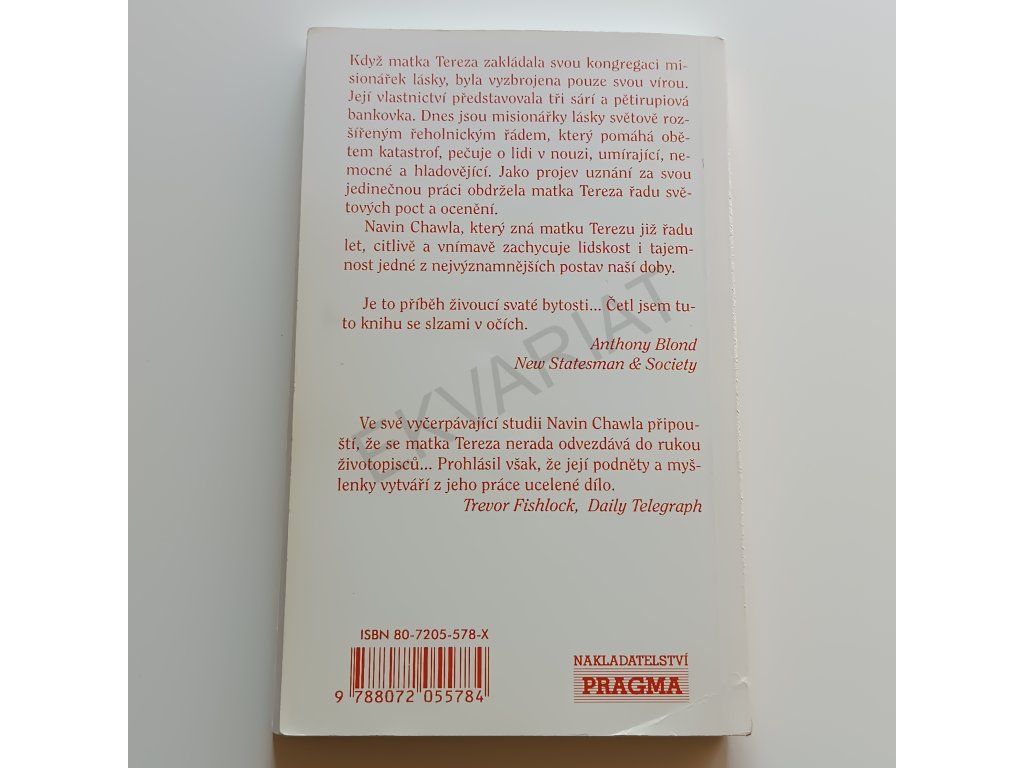 Když matka Tereza zakládala svou kongregaci mi-
sionářek lásky, byla vyzbrojena pouze svou vírou.
Její vlastnictví představovala tři sárí a pětirupiová
bankovka. Dnes jsou misionářky lásky světově roz-
šířeným řeholnickým řádem, který pomáhá obě-
tem katastrof, pečuje o lidi v nouzi, umírající, ne-
mocné a hladovějící. Jako projev uznání za svou
jedinečnou práci obdržela matka Tereza řadu svě-
tových poct a ocenění.
Navin Chawla, který zná matku Terezu již řadu
let, citlivě a vnímavě zachycuje lidskost i tajem-
nost jedné z nejvýznamnějších postav naší doby.
Je to příběh živoucí svaté bytosti... Četl jsem tu-
to knihu se slzami v očích.
Anthony Blond
New Statesman & Society
EKVARIAT
Ve své vyčerpávající studii Navin Chawla připou-
ští, že se matka Tereza nerada odvezdává do rukou
životopisců... Prohlásil však, že její podněty a myš-
lenky vytváří z jeho práce ucelené dílo.
Trevor Fishlock, Daily Telegraph
ISBN 80-7205-578-X
9 788072 055784
NAKLADATELSTVÍ
PRAGMA